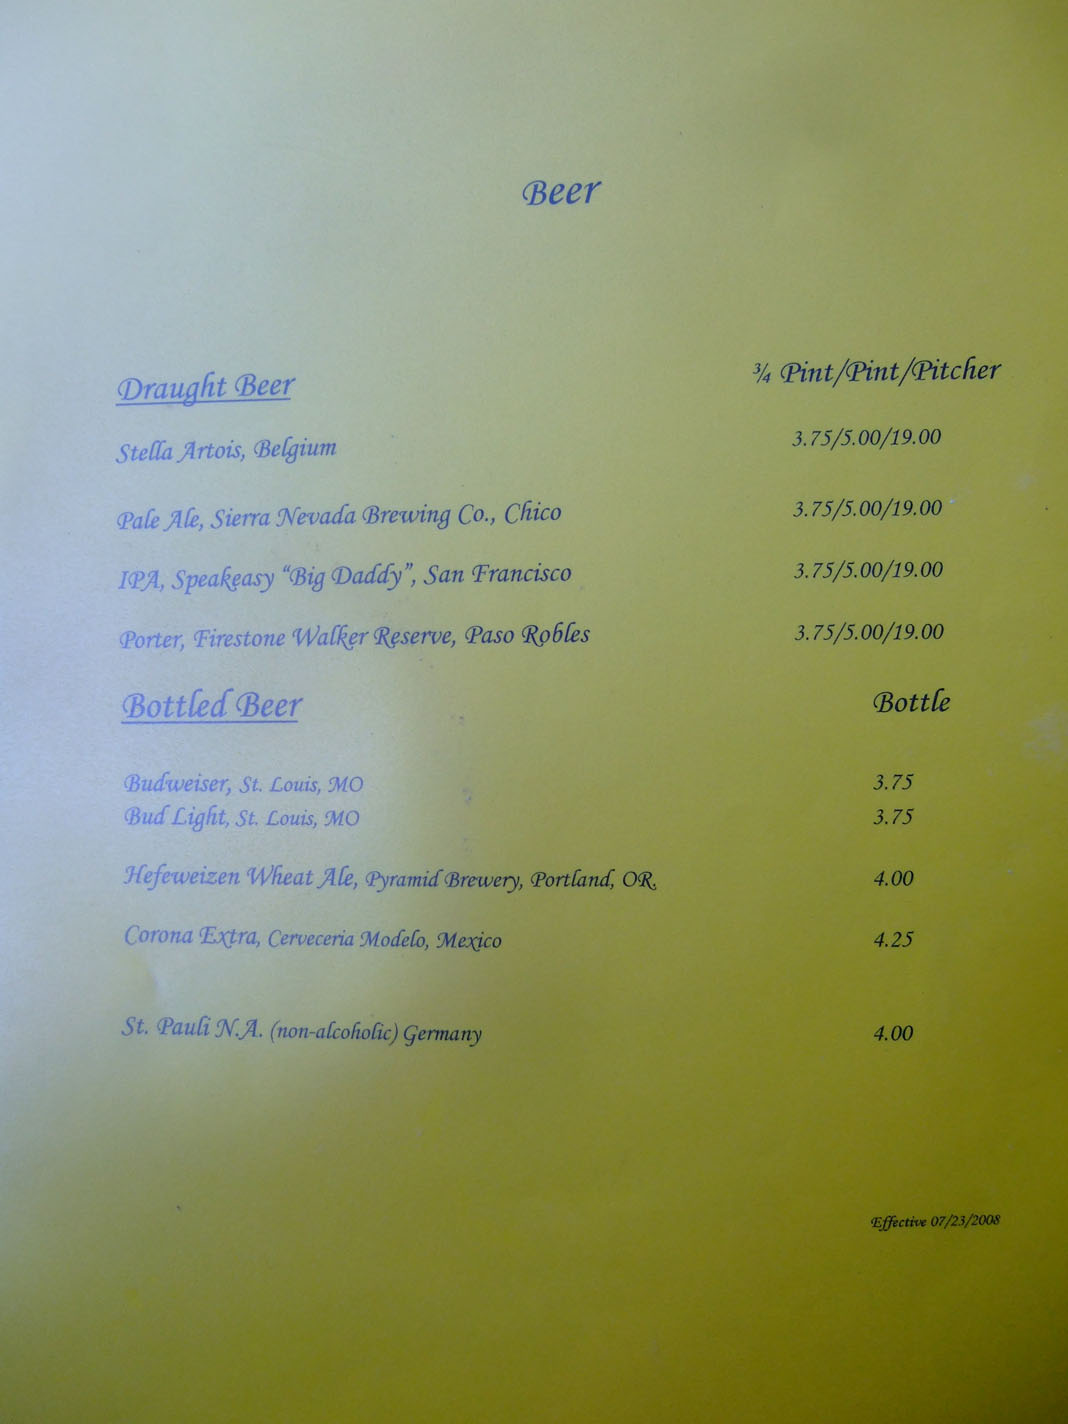 Beer
Draught Beer ¾ Pint/Pint/Pitcher
Stella Artois, Belgium 3.75/5.00/19.00
Pale Ale, Sierra Nevada Brewing Co., Chico 3.75/5.00/19.00
IPA, Speakeasy “Big Daddy”, San Francisco 3.75/5.00/19.00
Porter, Firestone Walker Reserve, Paso Robles 3.75/5.00/19.00
Bottled Beer Bottle
Budweiser, St. Louis, MO 3.75
Bud Light, St. Louis, MO 3.75
Hefeweizen Wheat Ale, Pyramid Brewery, Portland, OR. 4.00
Corona Extra, Cerveceria Modelo, Mexico 4.25
St. Pauli N.A. (non-alcoholic) Germany 4.00
Effective 07/23/2008